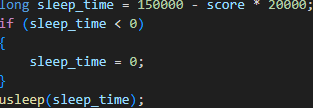 long sleep_time = 150000 - score * 20000;
if (sleep_time < 0)
{
    sleep_time = 0;
}
usleep(sleep_time);